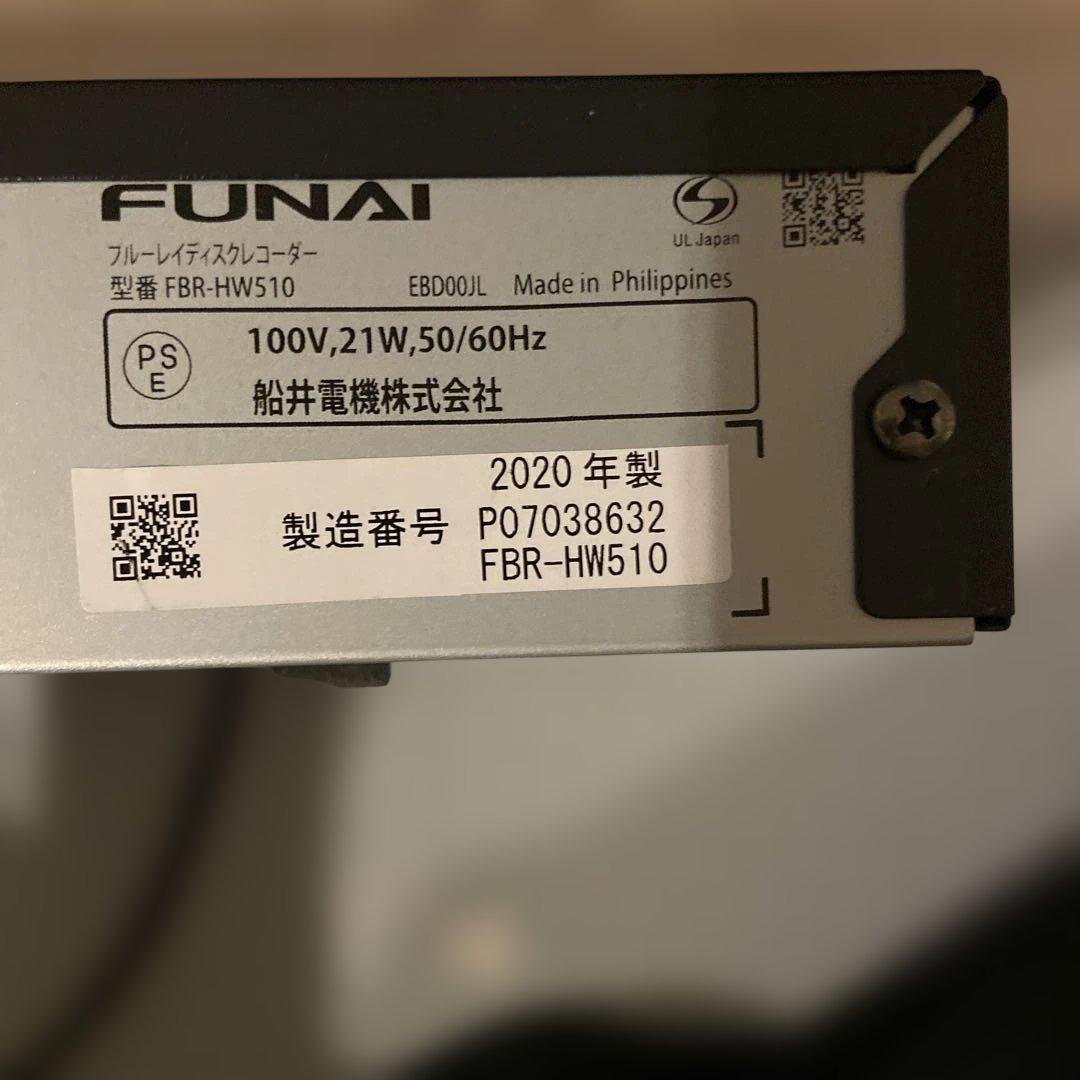 FUNAI
ブルーレイディスクレコーダー
UL Japan
型番 FBR-HW510 EBD00JL Made in Philippines
PS
E
100V,21W,50/60Hz
船井電機株式会社
2020 年製
製造番号 P07038632
FBR-HW510